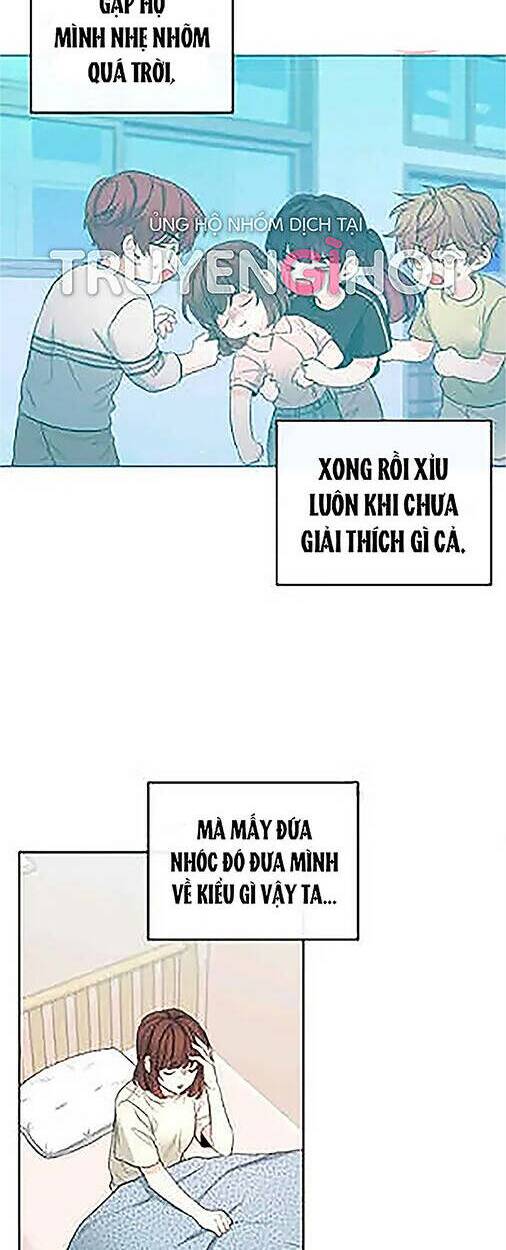 GẶP HỌ
MÌNH NHẸ NHÕM
QUÁ TRỜI,
ỦNG HỘ NHÓM DỊCH TẠI
TRUYENGIHOT
XONG RỒI XỈU
LUÔN KHI CHƯA
GIẢI THÍCH GÌ CẢ.
MÀ MẤY ĐỨA
NHÓC ĐÓ ĐƯA MÌNH
VỀ KIỂU GÌ VẬY TA...